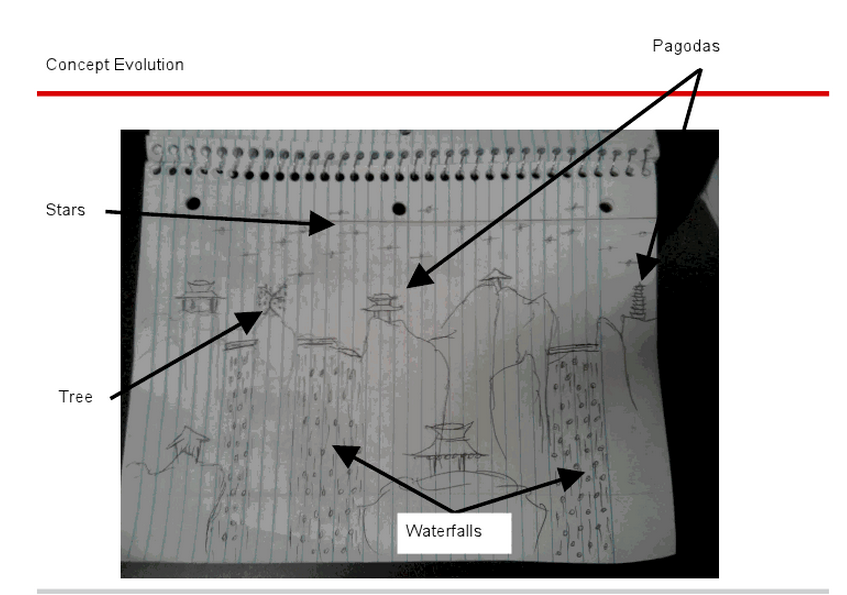 Concept Evolution
Pagodas
Stars
Tree
Waterfalls